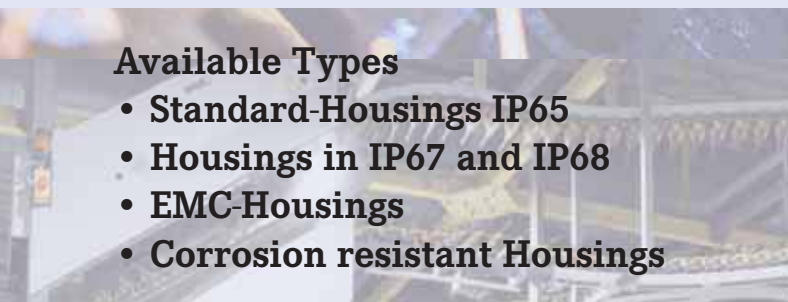 Available Types
• Standard-Housings IP65
• Housings in IP67 and IP68
• EMC-Housings
• Corrosion resistant Housings